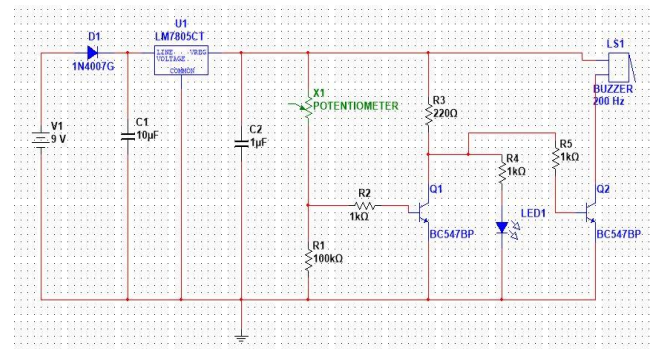 U1
D1
LM7805CT
LS1
LINE VREG
VOLTAGE
1N4007G
COMMON
X1
POTENTIOMETER
BUZZER
200 Hz
R3
220Ω
V1
9 V
C1
10µF
C2
1µF
R5
1kΩ
R4
1kΩ
R2
1kΩ
Q1
Q2
LED1
BC547BP
BC547BP
R1
100kΩ